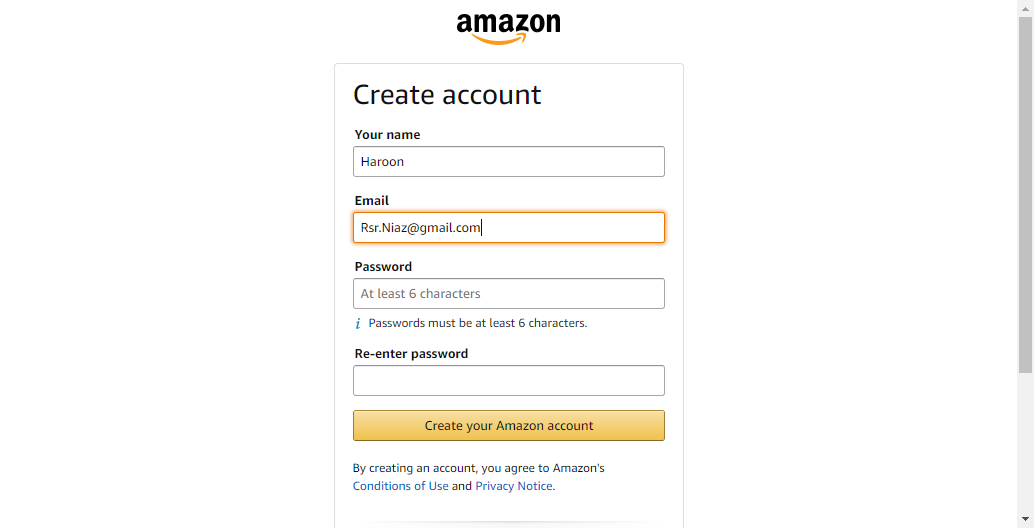 amazon
Create account
Your name
Haroon
Email
Rsr.Niaz@gmail.com
Password
At least 6 characters
i Passwords must be at least 6 characters.
Re-enter password
Create your Amazon account
By creating an account, you agree to Amazon's
Conditions of Use and Privacy Notice.